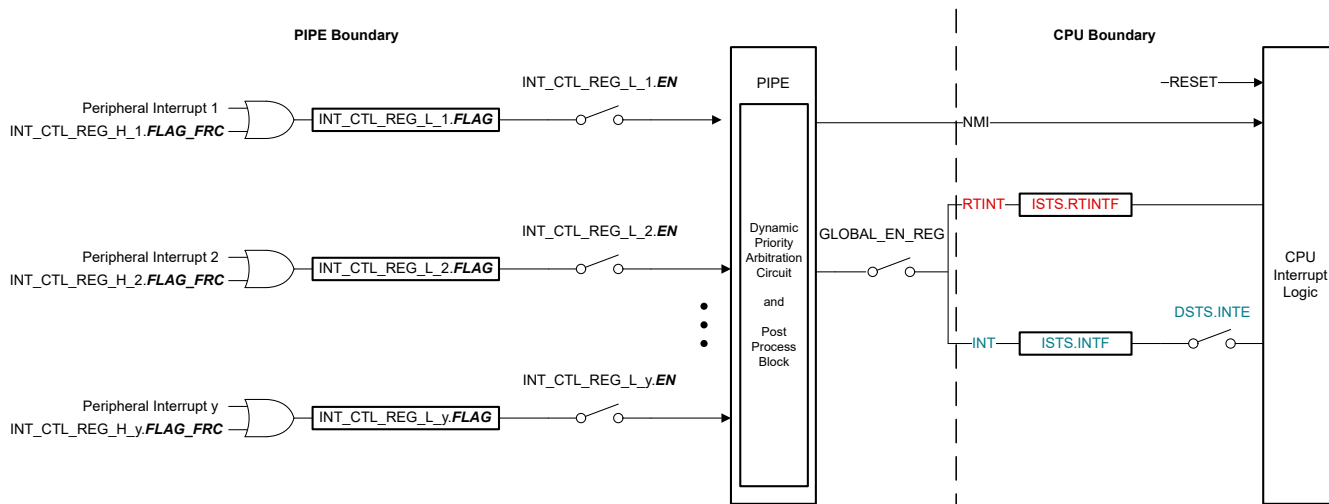 PIPE Boundary
CPU Boundary
PIPE
INT_CTL_REG_L_1.EN
Peripheral Interrupt 1
INT_CTL_REG_H_1.FLAG_FRC
INT_CTL_REG_L_1.FLAG
RESET
NMI
RTINT
ISTS.RTINTF
INT_CTL_REG_L_2.EN
Peripheral Interrupt 2
INT_CTL_REG_H_2.FLAG_FRC
INT_CTL_REG_L_2.FLAG
Dynamic
Priority
Arbitration
Circuit
and
Post
Process
Block
GLOBAL_EN_REG
CPU
Interrupt
Logic
DSTS.INTE
INT
ISTS.INTF
INT_CTL_REG_L_y.EN
Peripheral Interrupt y
INT_CTL_REG_H_y.FLAG_FRC
INT_CTL_REG_L_y.FLAG